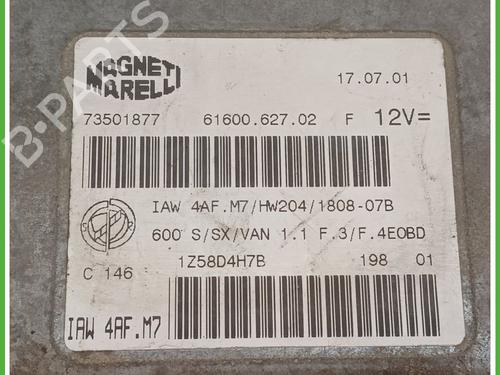 MAGNETI
MARELLI
17.07.01
73501877 61600.627.02 F 12V=
IAW 4AF.M7/HW204/1808-07B
600 S/SX/VAN 1.1 F.3/F.4EOBD
C 146 1Z58D4H7B 198 01
IAW 4AF.M7
B-PARTS